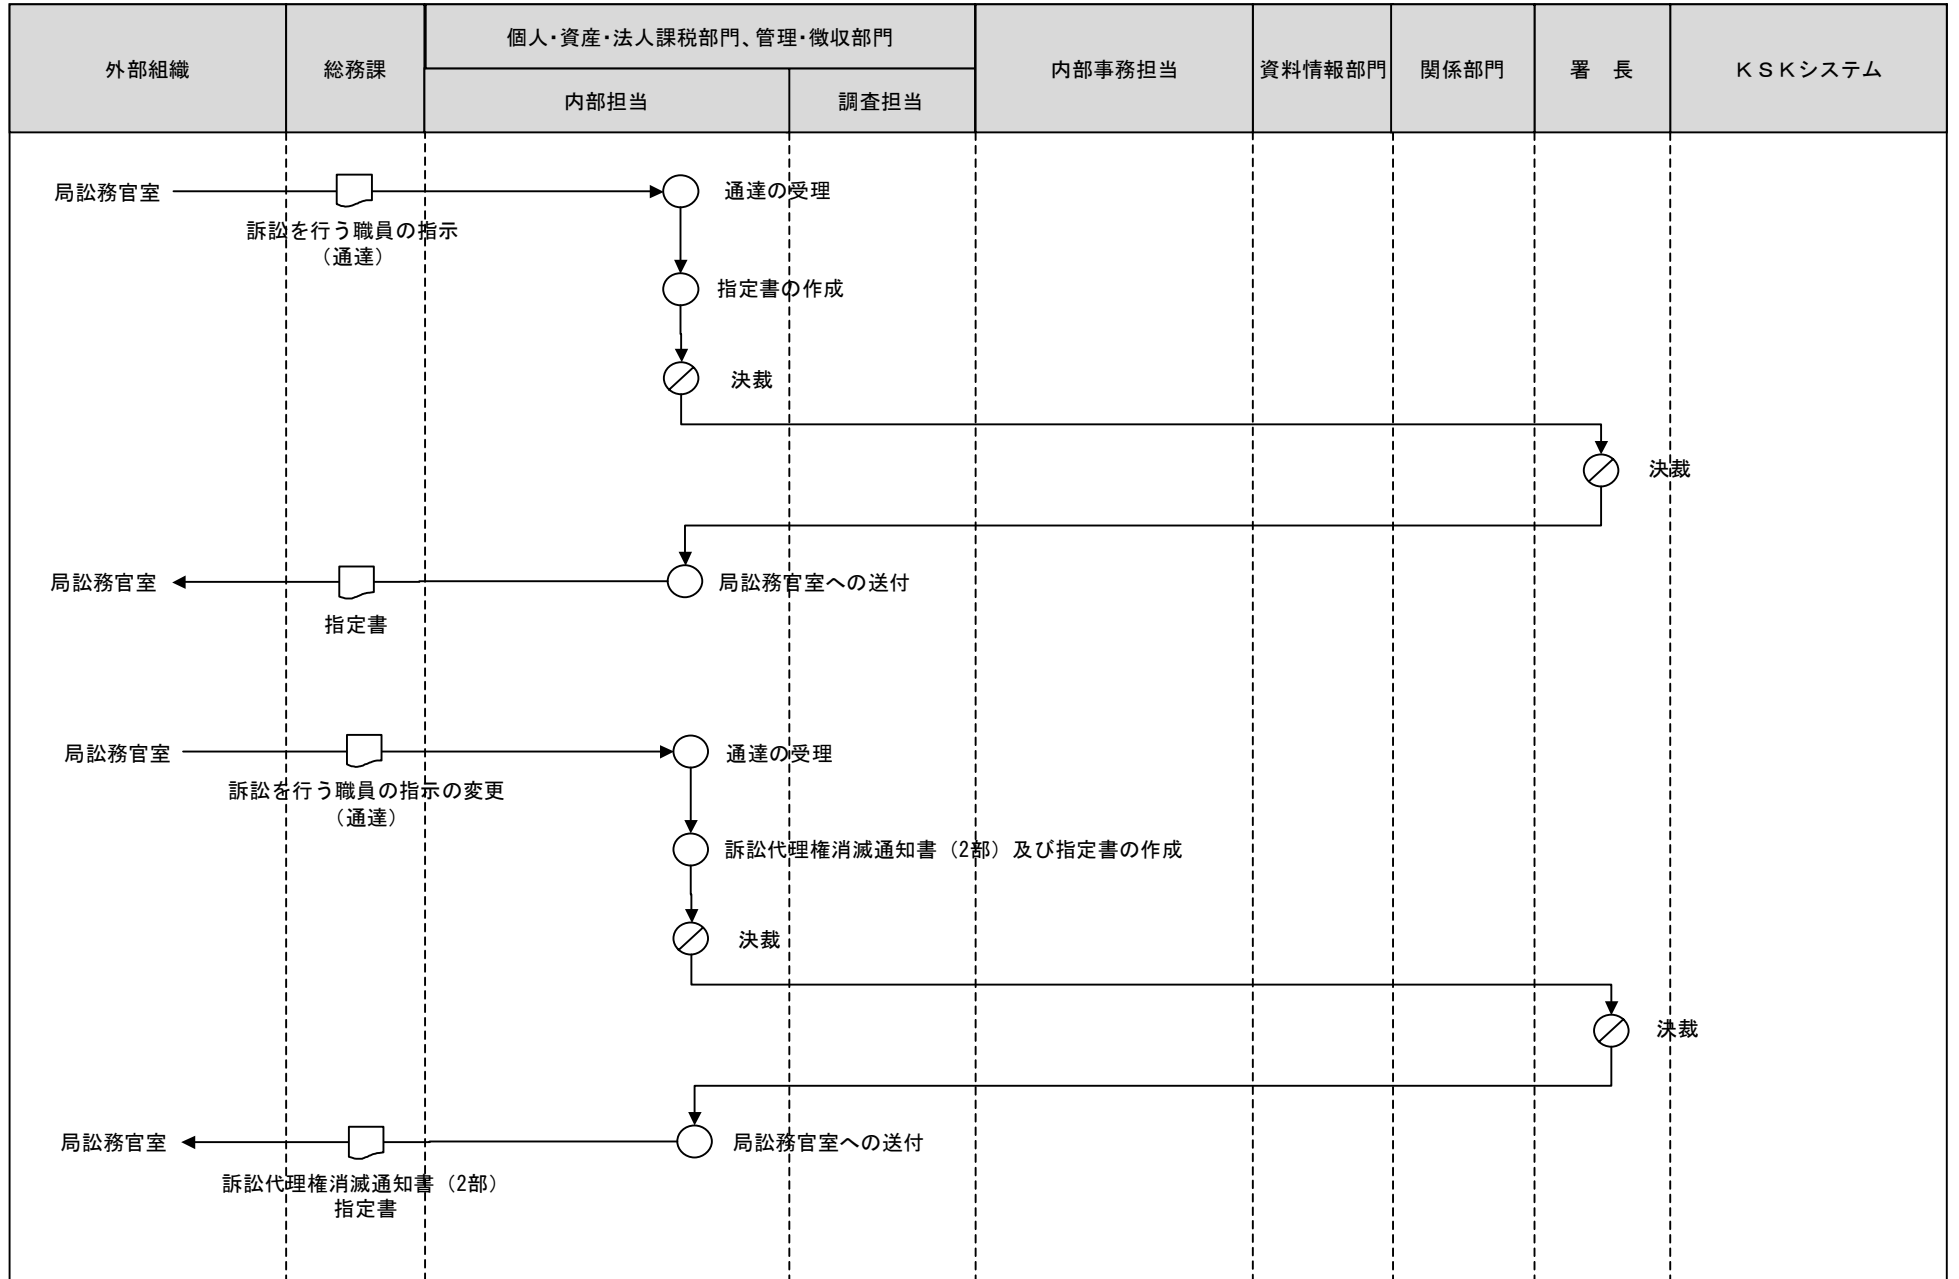 外部組織
総務課
個人・資産・法人課税部門、管理・徴収部門
内部担当
調査担当
内部事務担当
資料情報部門
関係部門
署　長
ＫＳＫシステム
局訟務官室
通達の受理
訴訟を行う職員の指示
（通達）
指定書の作成
決裁
決裁
局訟務官室
局訟務官室への送付
指定書
局訟務官室
通達の受理
訴訟を行う職員の指示の変更
（通達）
訴訟代理権消滅通知書（2部）及び指定書の作成
決裁
決裁
局訟務官室
局訟務官室への送付
訴訟代理権消滅通知書（2部）
指定書